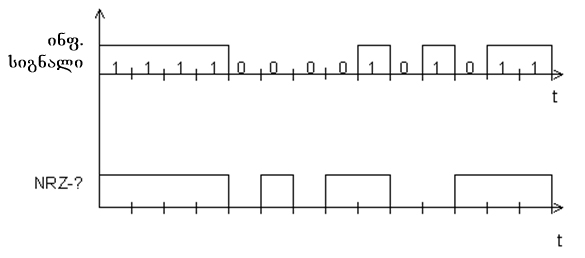 ინფ.
სიგნალი
1 1 1 1 0 0 0 0 1 0 1 0 1 1
t
NRZ-?
t